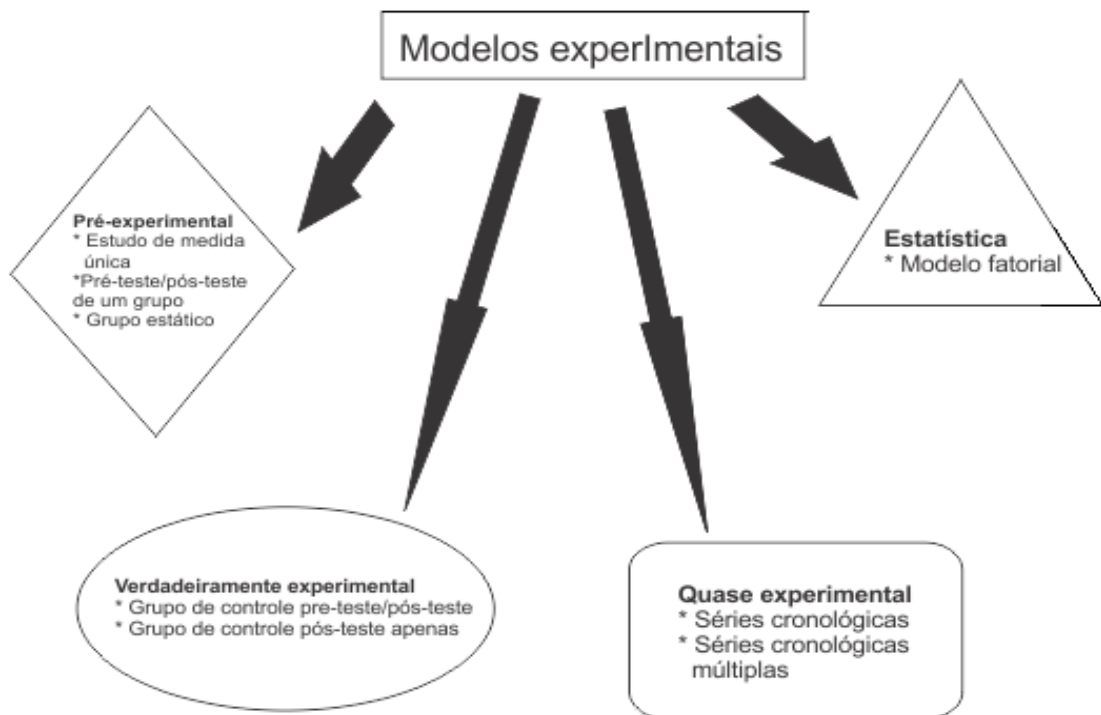 Modelos experImentais
Pré-experimental
* Estudo de medida
única
*Pré-teste/pós-teste
de um grupo
* Grupo estático
Estatística
* Modelo fatorial
Verdadeiramente experimental
* Grupo de controle pre-teste/pós-teste
* Grupo de controle pós-teste apenas
Quase experimental
* Séries cronológicas
* Séries cronológicas
múltiplas